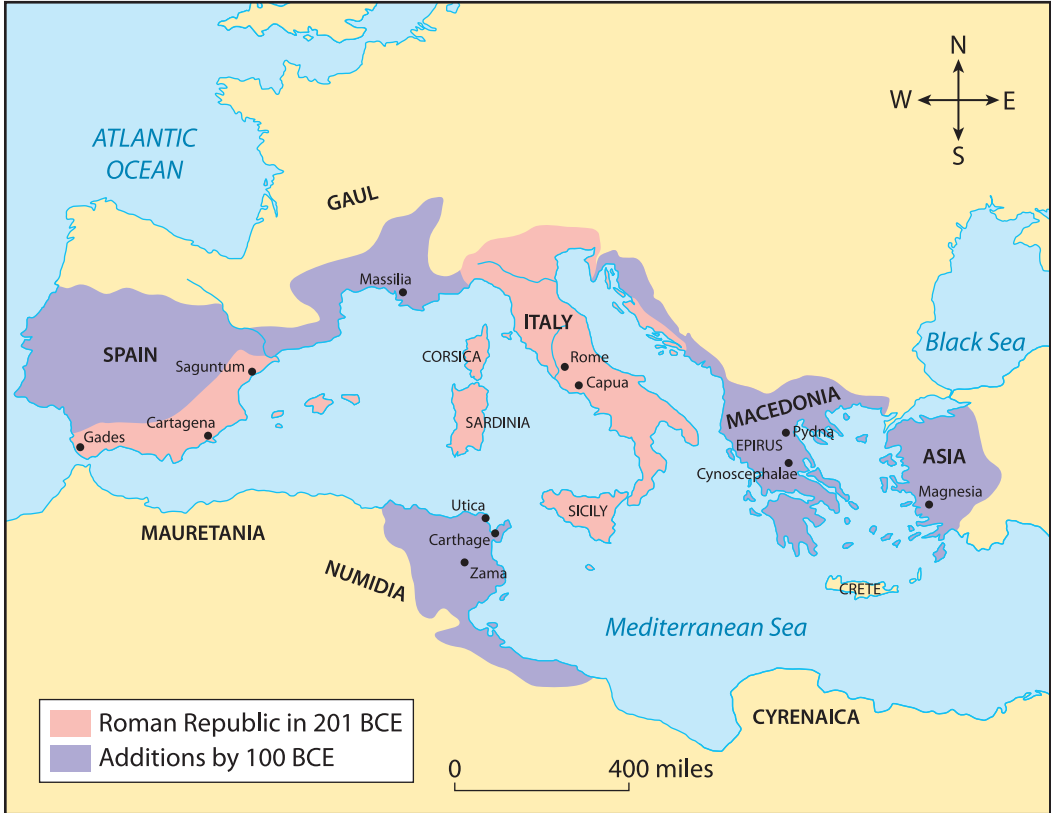 N
W E
S
ATLANTIC
OCEAN
GAUL
Massilia
ITALY
SPAIN
Saguntum
CORSICA
Rome
Capua
Black Sea
Cartagena
Gades
SARDINIA
MACEDONIA
Pydna
EPIRUS
Cynoscephalae
ASIA
Magnesia
Utica
SICILY
MAURETANIA
Carthage
Zama
NUMIDIA
CRETE
Mediterranean Sea
CYRENAICA
Roman Republic in 201 BCE
Additions by 100 BCE
0 400 miles